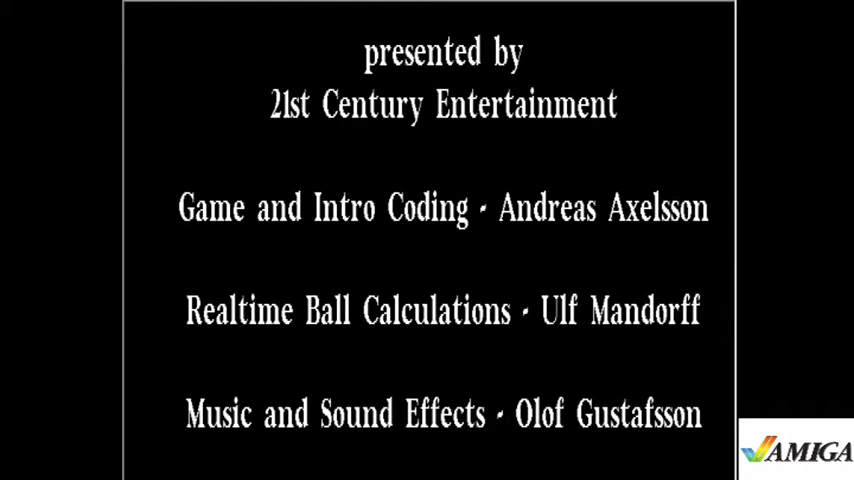 presented by
21st Century Entertainment
Game and Intro Coding - Andreas Axelsson
Realtime Ball Calculations - Ulf Mandorff
Music and Sound Effects - Olof Gustafsson
AMIGA